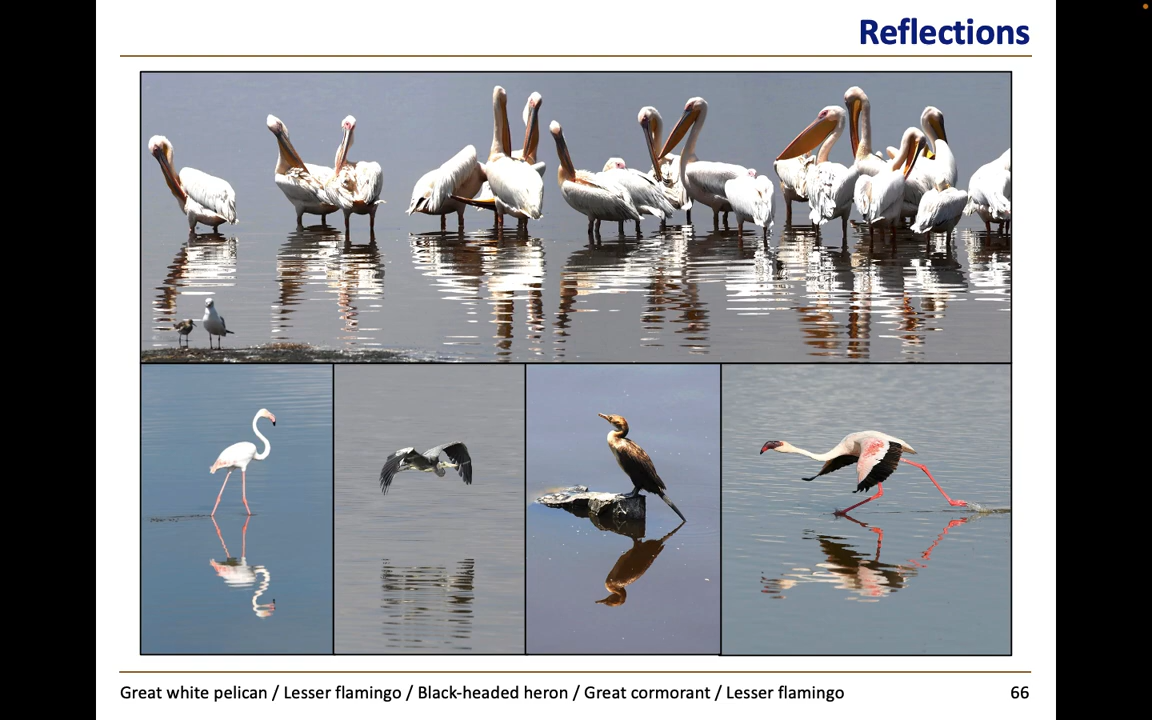 Reflections
Great white pelican / Lesser flamingo / Black-headed heron / Great cormorant / Lesser flamingo
66